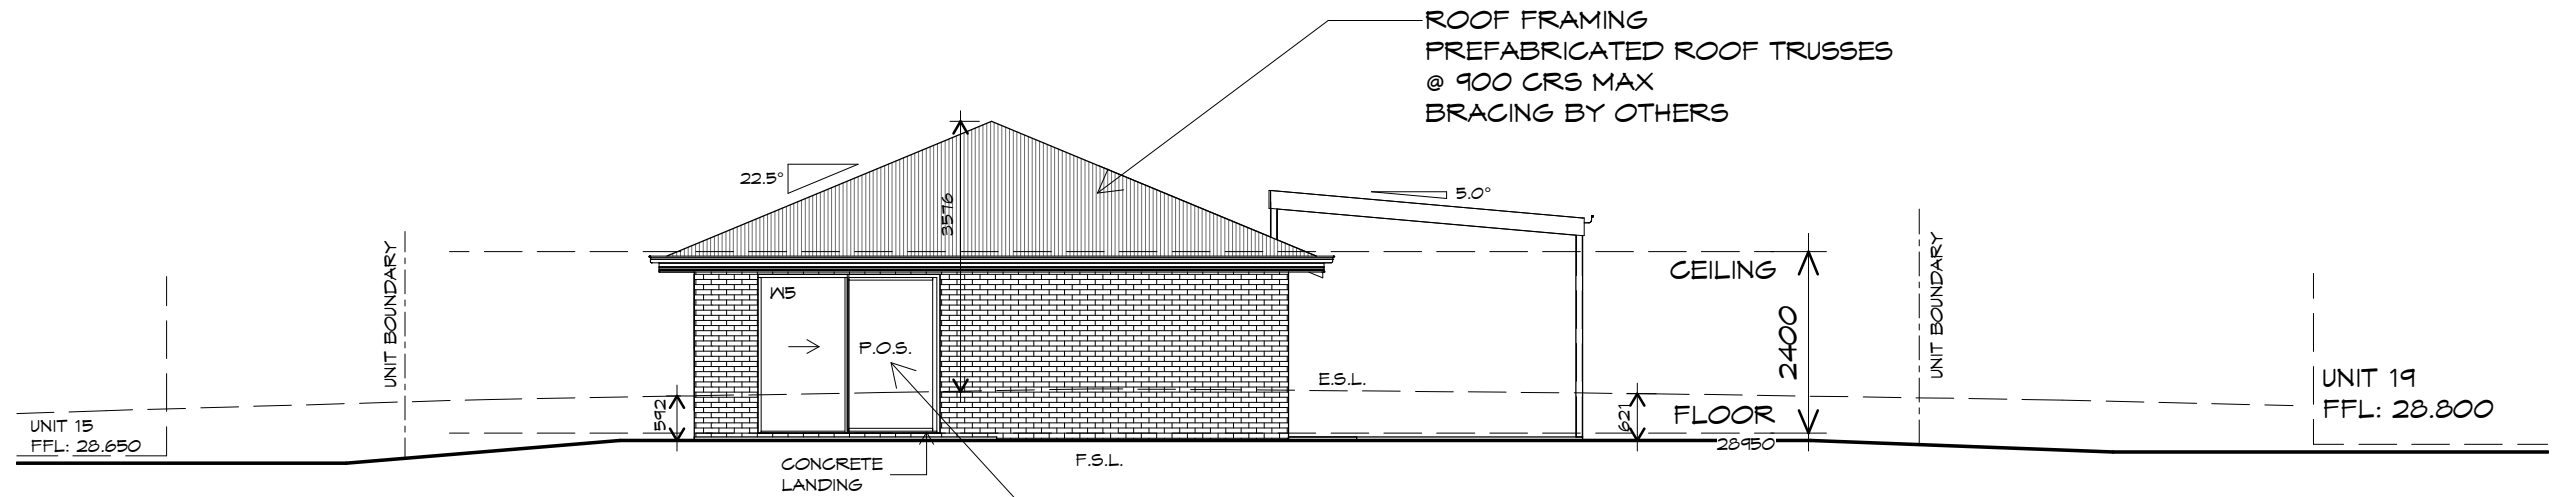 ROOF FRAMING
PREFABRICATED ROOF TRUSSES
@ 900 CRS MAX
BRACING BY OTHERS
22.5°
3576
5.0°
UNIT BOUNDARY
W5
P.O.S.
CEILING
2400
UNIT BOUNDARY
E.S.L.
UNIT 19
FFL: 28.800
592
621
FLOOR
28950
UNIT 15
FFL: 28.650
CONCRETE
LANDING
F.S.L.